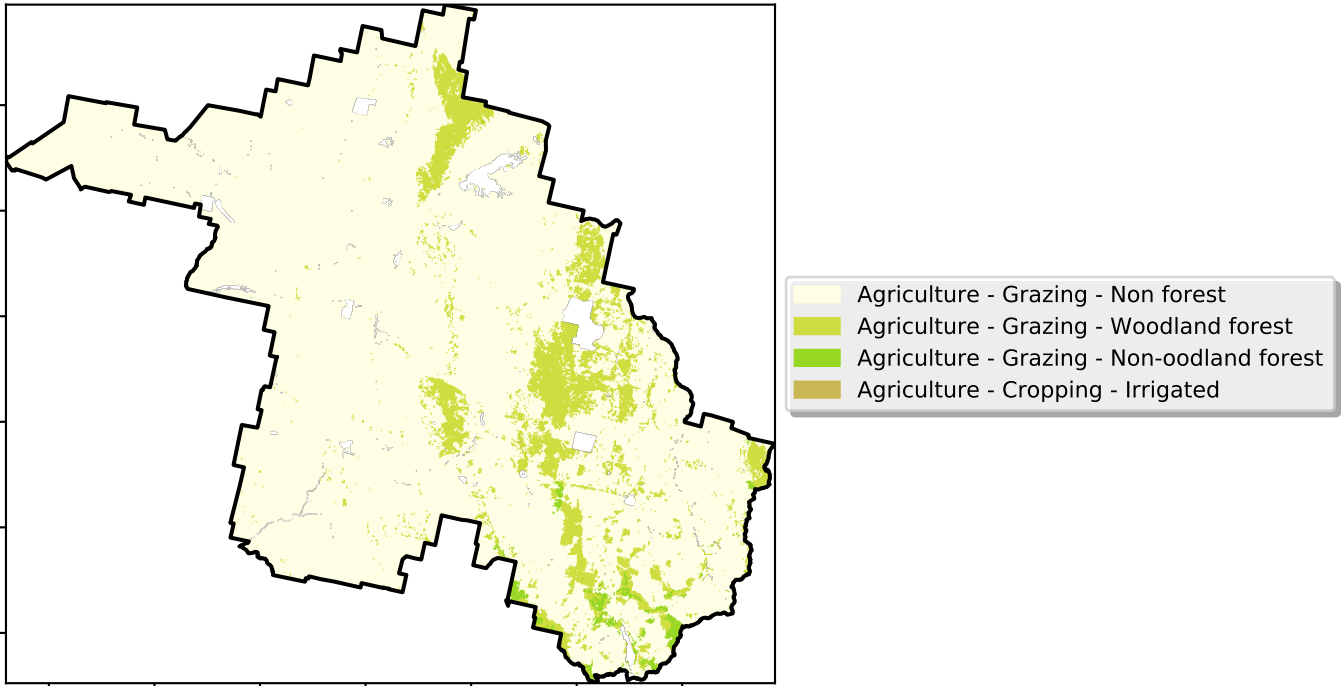 Agriculture - Grazing - Non forest
Agriculture - Grazing - Woodland forest
Agriculture - Grazing - Non-oodland forest
Agriculture - Cropping - Irrigated